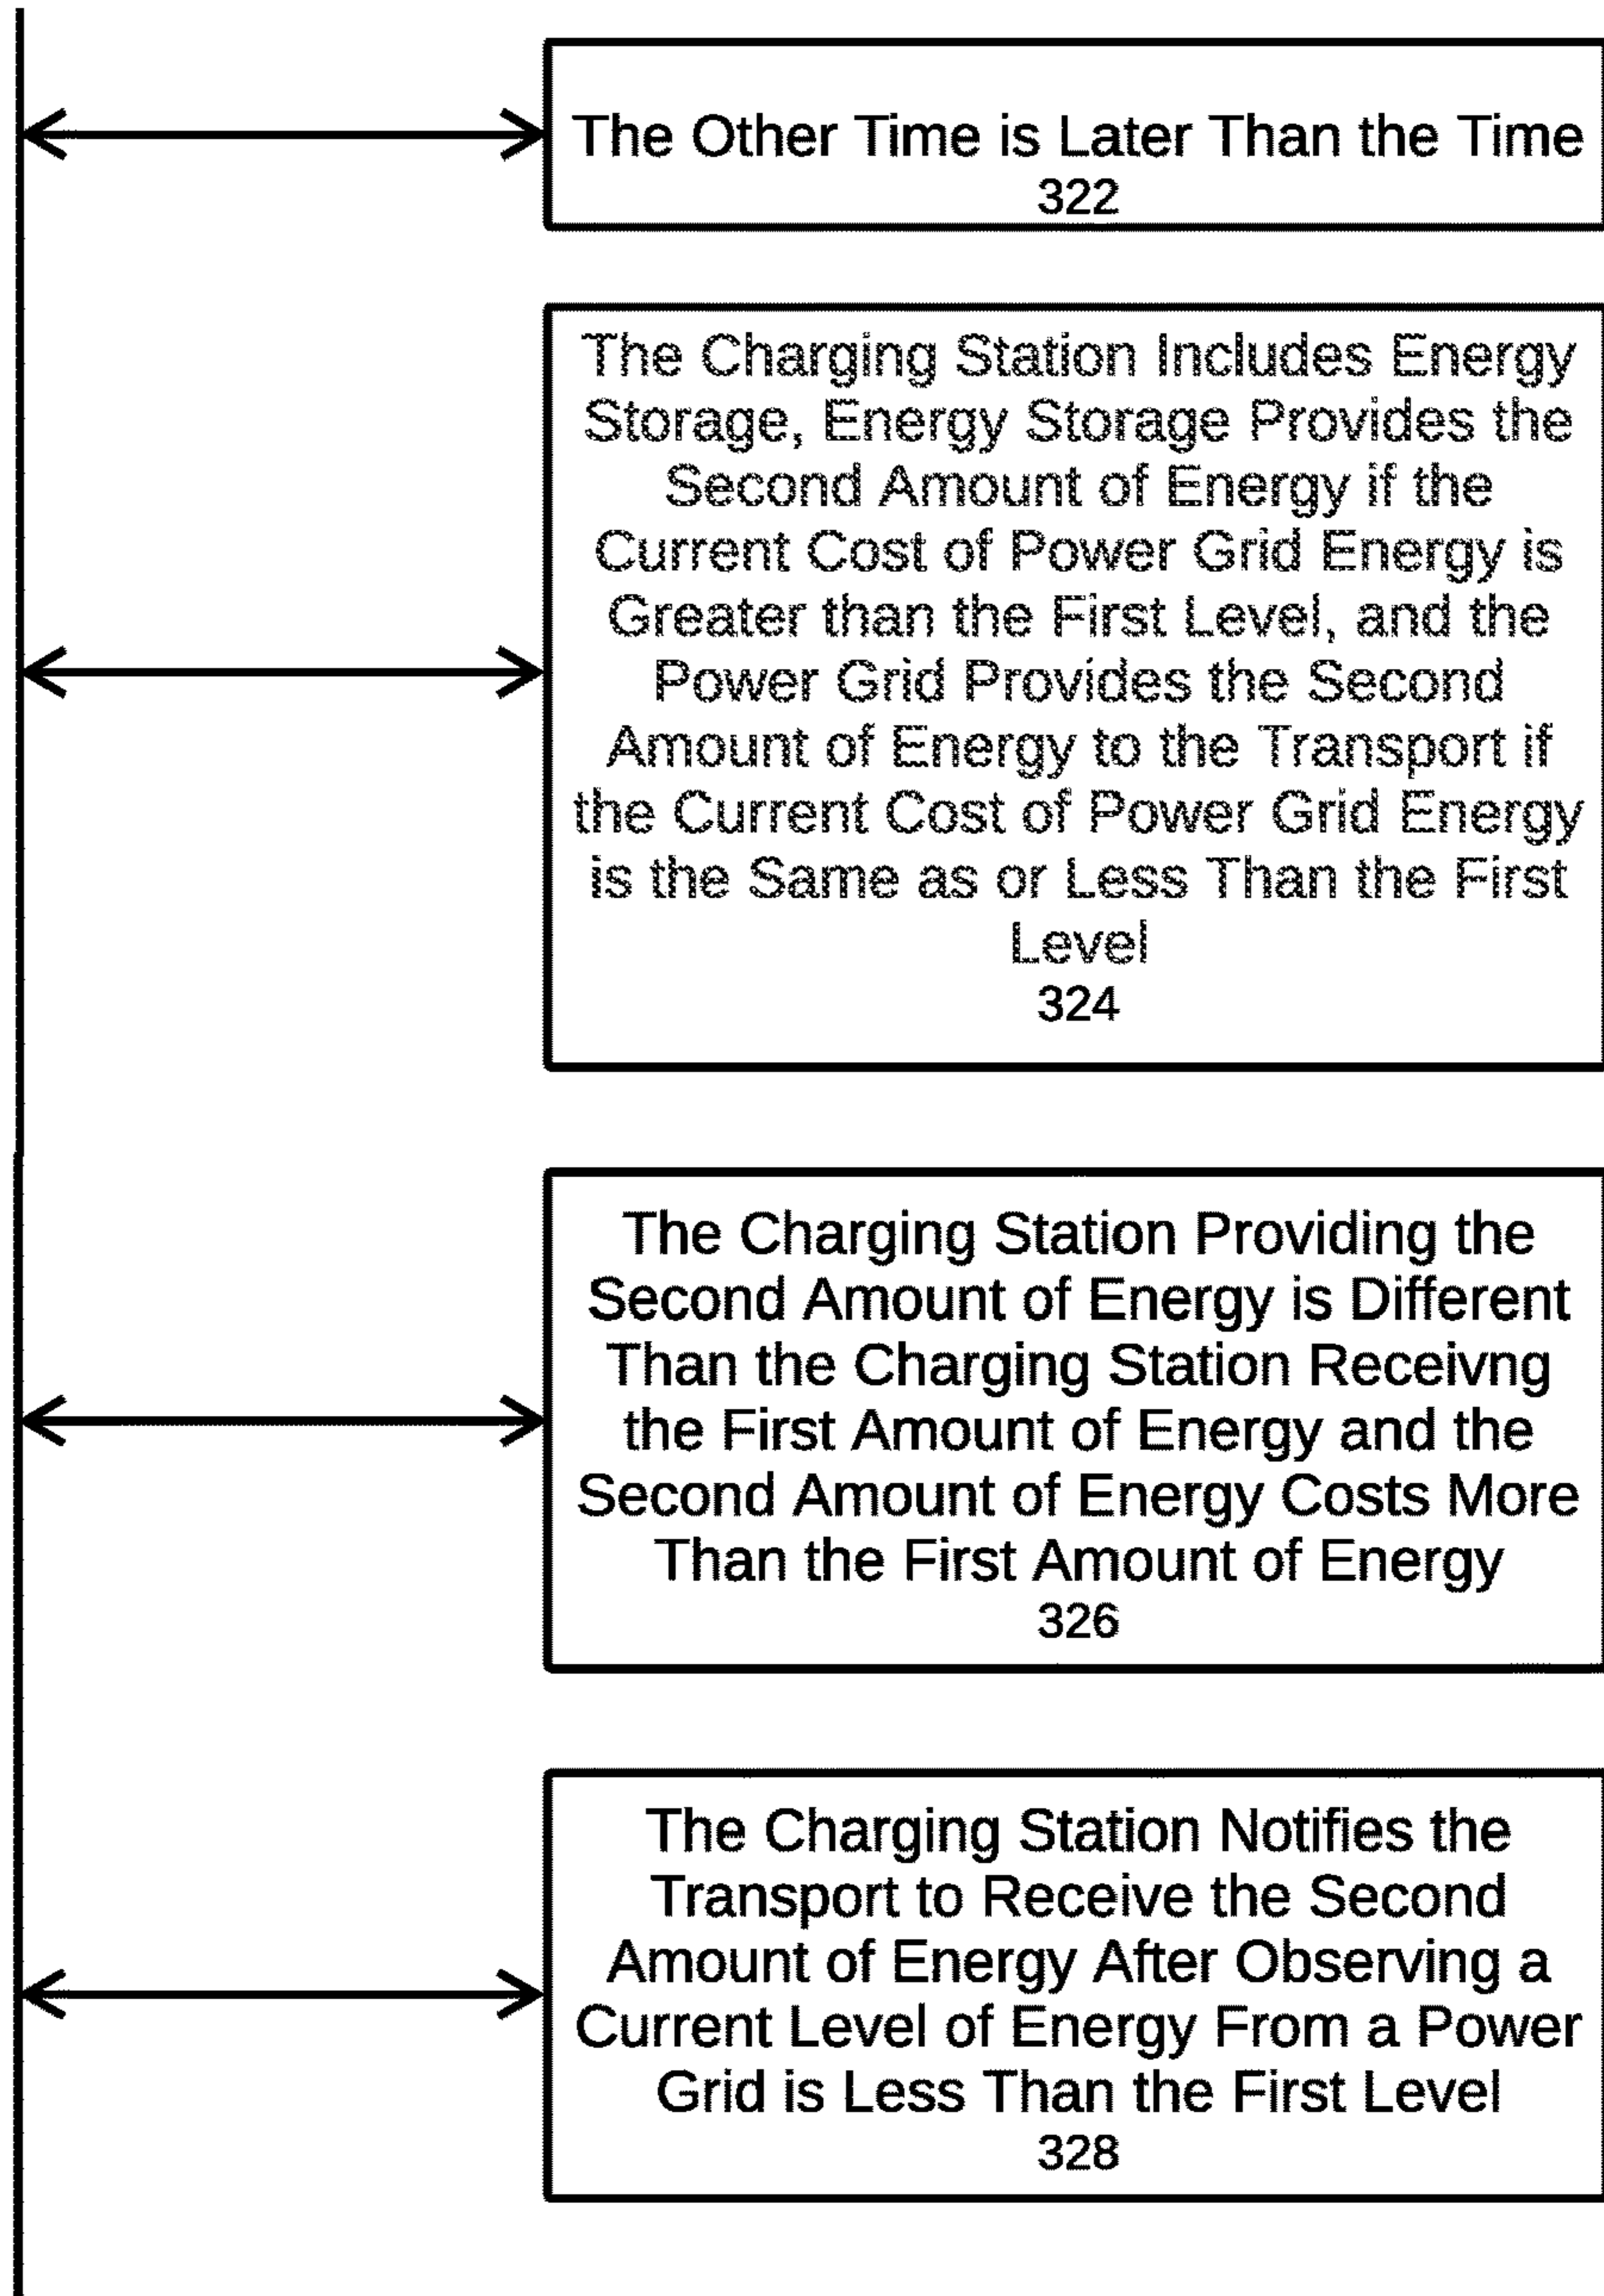 The Other Time is Later Than the Time
322
The Charging Station Includes Energy
Storage, Energy Storage Provides the
Second Amount of Energy if the
Current Cost of Power Grid Energy is
Greater than the First Level, and the
Power Grid Provides the Second
Amount of Energy to the Transport if
the Current Cost of Power Grid Energy
is the Same as or Less Than the First
Level
324
The Charging Station Providing the
Second Amount of Energy is Different
Than the Charging Station Receivng
the First Amount of Energy and the
Second Amount of Energy Costs More
Than the First Amount of Energy
326
The Charging Station Notifies the
Transport to Receive the Second
Amount of Energy After Observing a
Current Level of Energy From a Power
Grid is Less Than the First Level
328